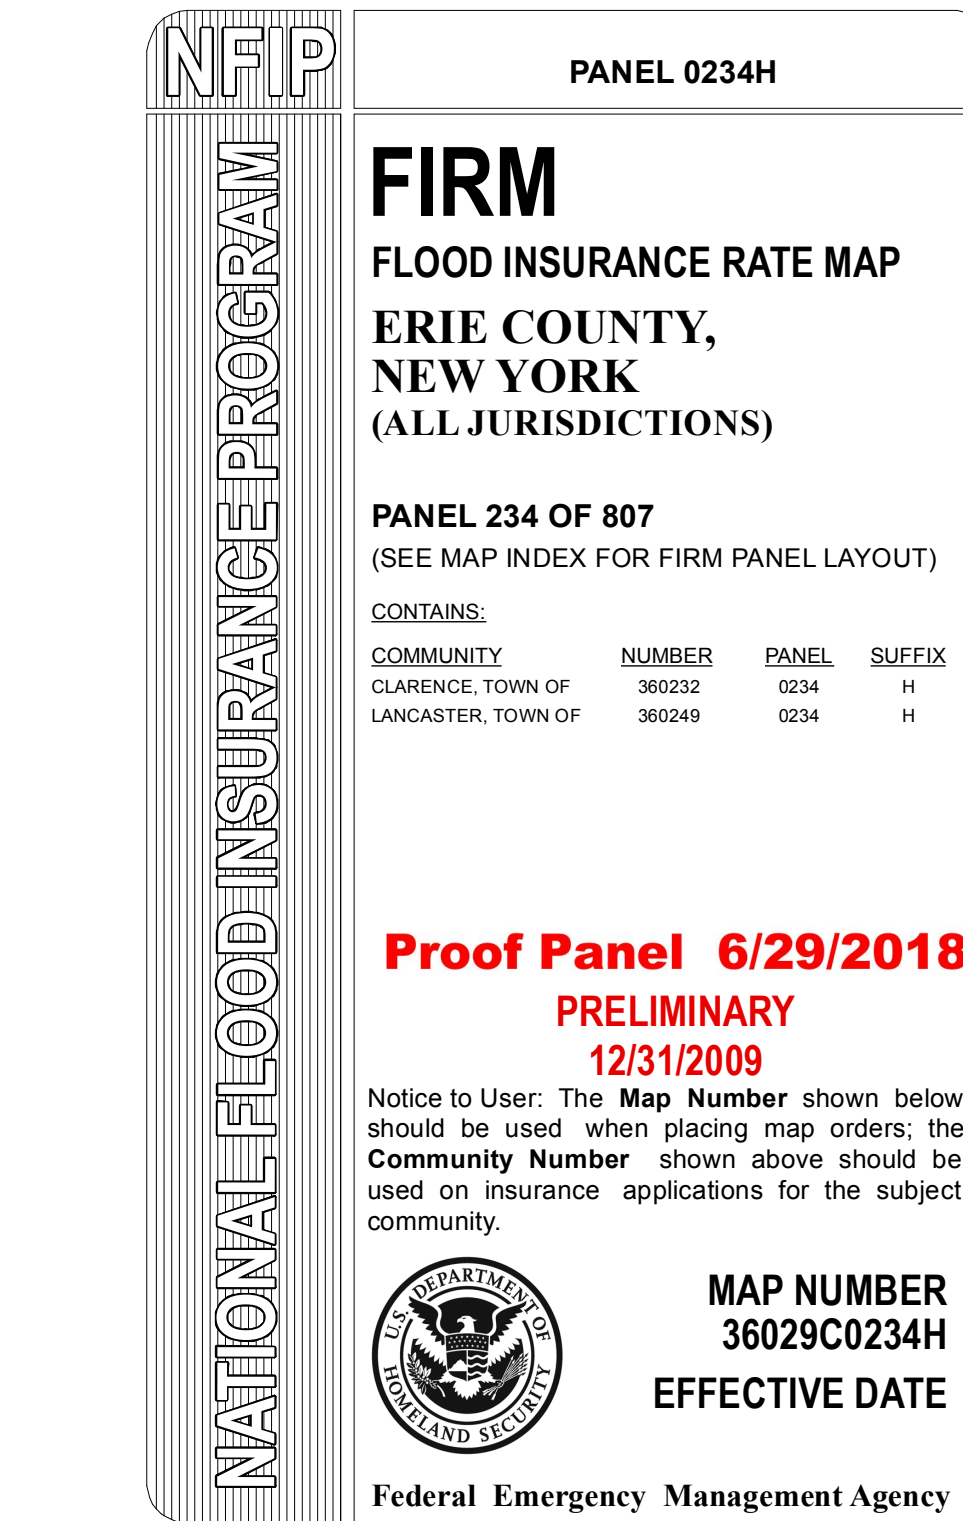 NFIP
PANEL 0234H
NATIONAL FLOOD INSURANCE PROGRAM
FIRM
FLOOD INSURANCE RATE MAP
ERIE COUNTY,
NEW YORK
(ALL JURISDICTIONS)
PANEL 234 OF 807
(SEE MAP INDEX FOR FIRM PANEL LAYOUT)
CONTAINS:
COMMUNITY NUMBER PANEL SUFFIX
CLARENCE, TOWN OF 360232 0234 H
LANCASTER, TOWN OF 360249 0234 H
Proof Panel 6/29/2018
PRELIMINARY
12/31/2009
Notice to User: The Map Number shown below
should be used when placing map orders; the
Community Number shown above should be
used on insurance applications for the subject
community.
U.S. DEPARTMENT OF
HOMELAND SECURITY
MAP NUMBER
36029C0234H
EFFECTIVE DATE
Federal Emergency Management Agency